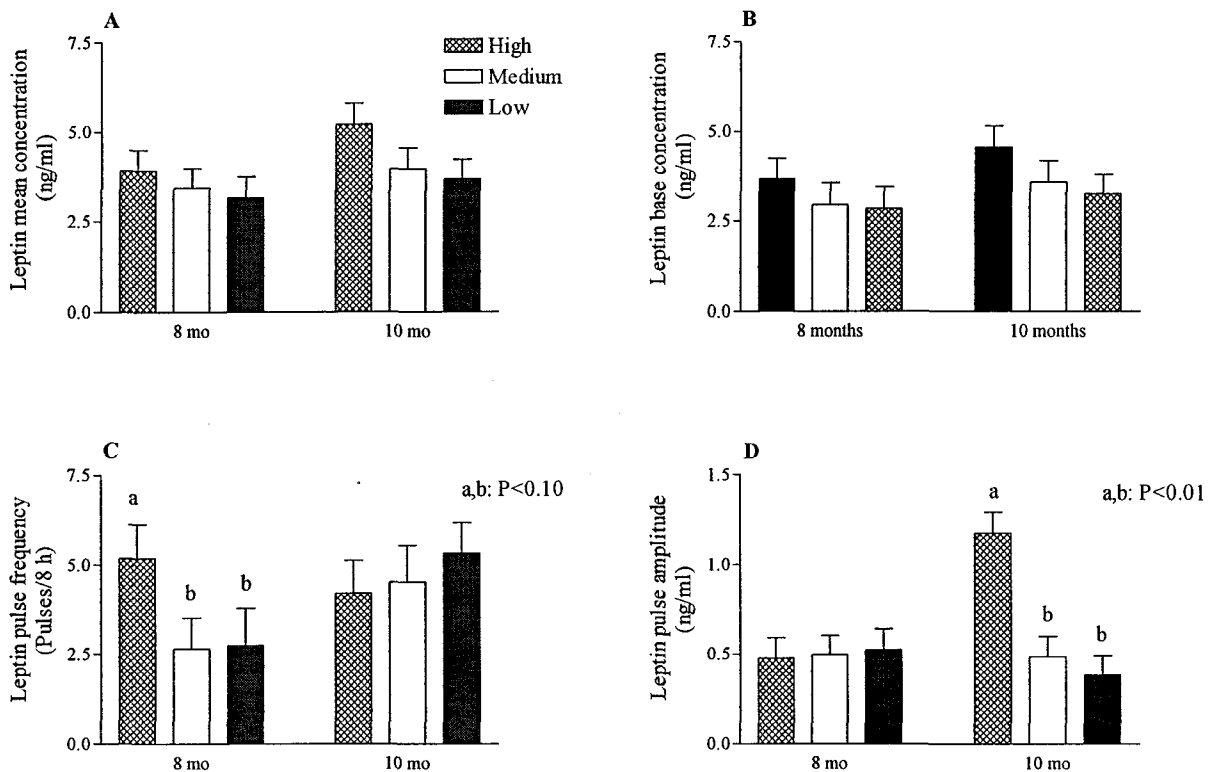 A
Leptin mean concentration
(ng/ml)
7.5
5.0
2.5
0.0
High
Medium
Low
8 mo
10 mo
B
Leptin base concentration
(ng/ml)
7.5
5.0
2.5
0.0
8 months
10 months
C
Leptin pulse frequency
(Pulses/8 h)
7.5
5.0
2.5
0.0
a
b
b
a,b: P<0.10
8 mo
10 mo
D
Leptin pulse amplitude
(ng/ml)
1.5
1.0
0.5
0.0
a
b
b
a,b: P<0.01
8 mo
10 mo